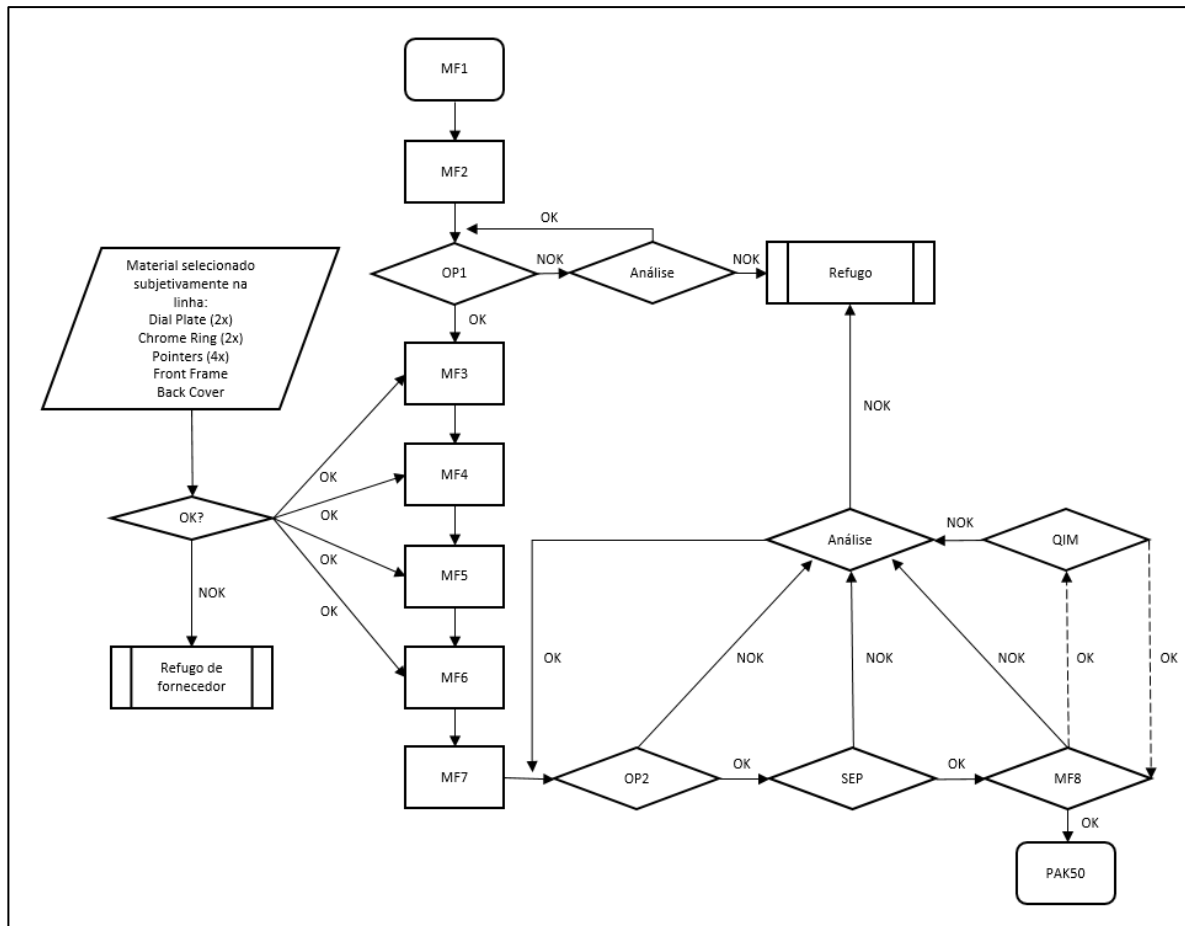 MF1
MF2
OK
OP1
NOK
Análise
NOK
Refugo
OK
Material selecionado
subjetivamente na
linha:
Dial Plate (2x)
Chrome Ring (2x)
Pointers (4x)
Front Frame
Back Cover
MF3
NOK
OK
MF4
OK?
OK
Análise
NOK
QIM
OK
MF5
NOK
OK
MF6
Refugo de
fornecedor
OK
NOK
NOK
NOK
OK
OK
MF7
OP2
OK
SEP
OK
MF8
OK
PAK50